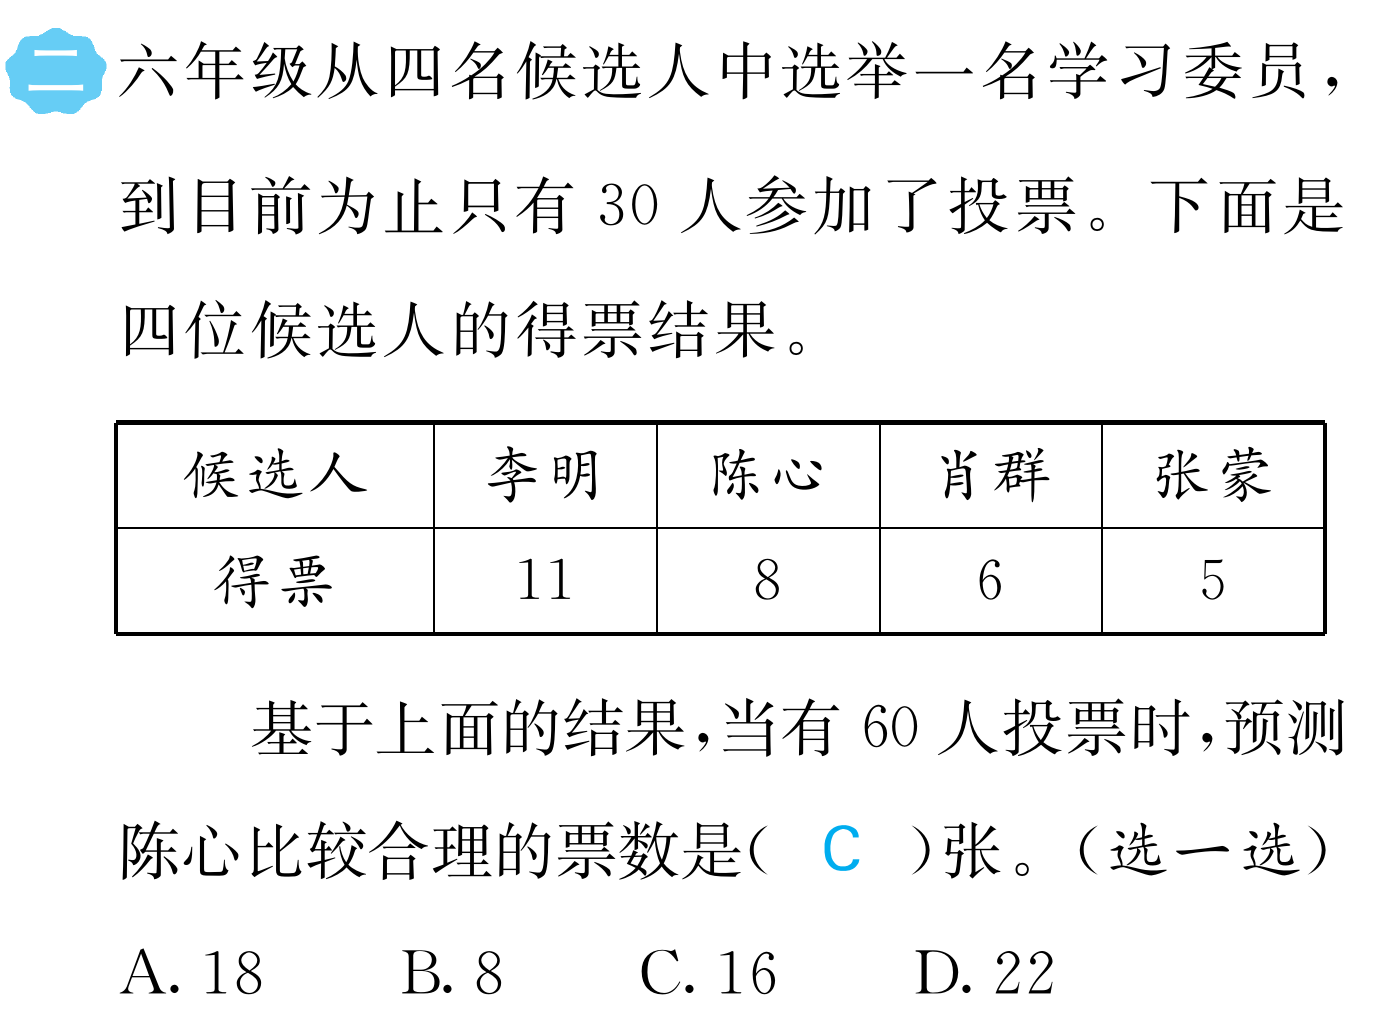 二 六年级从四名候选人中选举一名学习委员，
到目前为止只有 30 人参加了投票。下面是
四位候选人的得票结果。
候选人 李明 陈心 肖群 张蒙
得票 11 8 6 5
基于上面的结果，当有 60 人投票时，预测
陈心比较合理的票数是( C )张。（选一选）
A. 18 B. 8 C. 16 D. 22